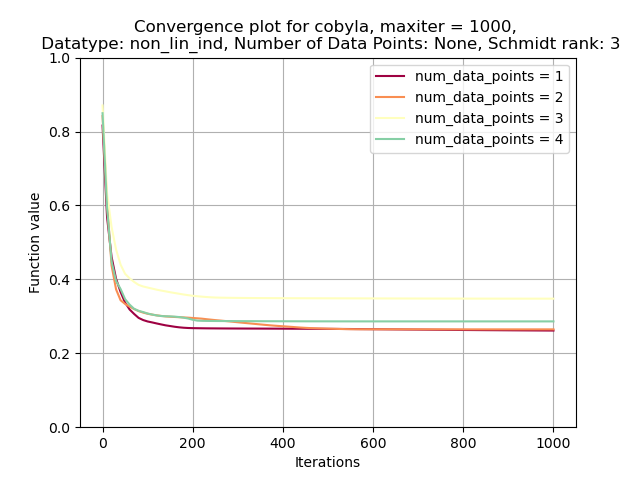 Convergence plot for cobyla, maxiter = 1000,
Datatype: non_lin_ind, Number of Data Points: None, Schmidt rank: 3
1.0
0.8
0.6
0.4
0.2
0.0
Function value
num_data_points = 1
num_data_points = 2
num_data_points = 3
num_data_points = 4
0 200 400 600 800 1000
Iterations